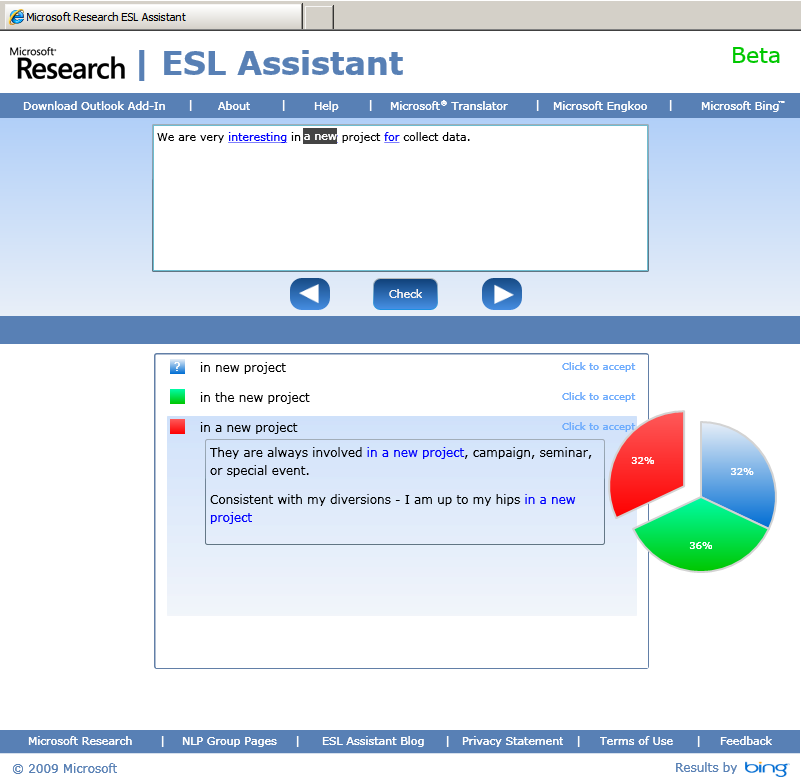 Microsoft Research ESL Assistant
Microsoft®
Research | ESL Assistant
Beta
Download Outlook Add-In | About | Help | Microsoft® Translator | Microsoft Engkoo | Microsoft Bing™
We are very interesting in a new project for collect data.
Check
? in new project Click to accept
in the new project Click to accept
in a new project Click to accept
They are always involved in a new project, campaign, seminar,
or special event.
Consistent with my diversions - I am up to my hips in a new
project
32%
32%
36%
Microsoft Research | NLP Group Pages | ESL Assistant Blog | Privacy Statement | Terms of Use | Feedback
© 2009 Microsoft
Results by bing